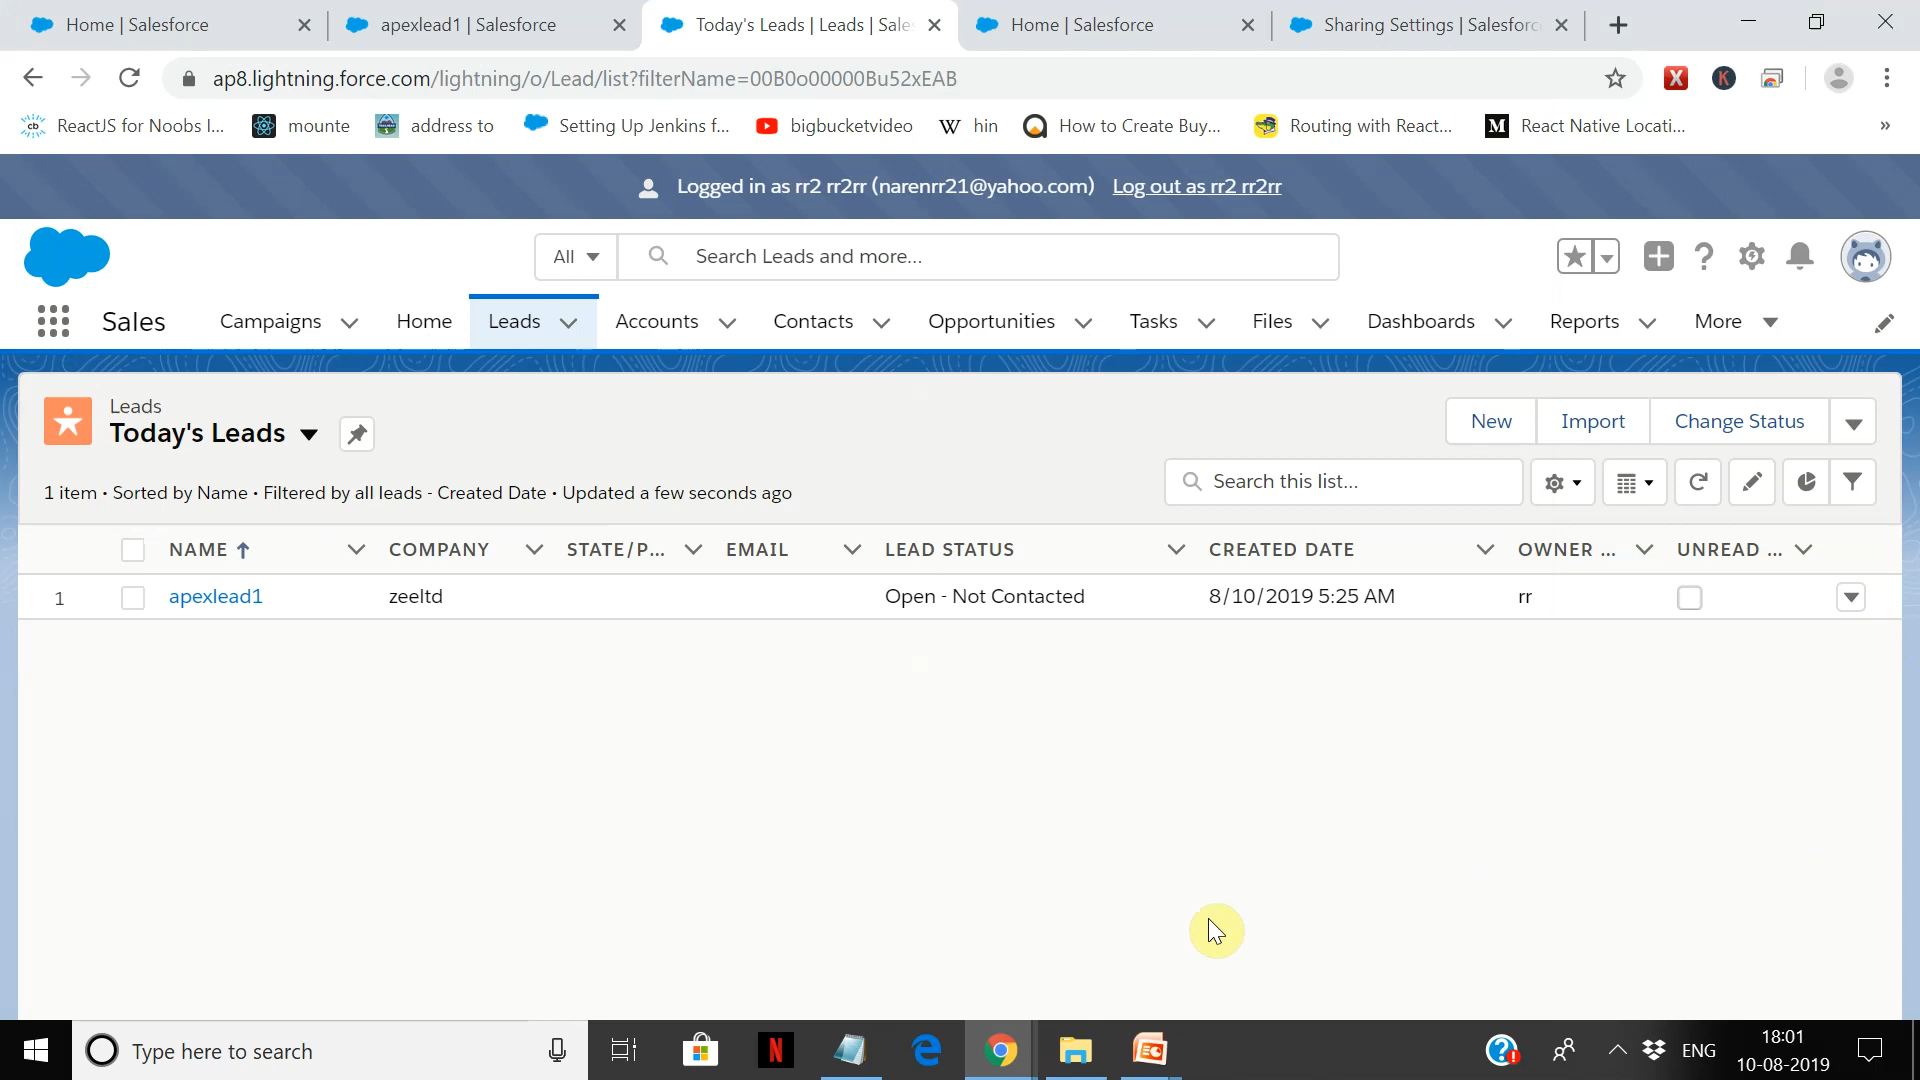 Home | Salesforce
apexlead1 | Salesforce
Today's Leads | Leads | Sale
Home | Salesforce
Sharing Settings | Salesforc
ap8.lightning.force.com/lightning/o/Lead/list?filterName=00B0o00000Bu52xEAB
X
K
cb
ReactJS for Noobs I...
mounte
address to
Setting Up Jenkins f...
bigbucketvideo
W
hin
How to Create Buy...
Routing with React...
M
React Native Locati...
»
Logged in as rr2 rr2rr (narenrr21@yahoo.com) Log out as rr2 rr2rr
All
Search Leads and more...
Sales
Campaigns
Home
Leads
Accounts
Contacts
Opportunities
Tasks
Files
Dashboards
Reports
More
Leads
Today's Leads
New
Import
Change Status
1 item • Sorted by Name • Filtered by all leads - Created Date • Updated a few seconds ago
Search this list...
NAME ↑
COMPANY
STATE/P...
EMAIL
LEAD STATUS
CREATED DATE
OWNER ...
UNREAD ...
1
apexlead1
zeeltd
Open - Not Contacted
8/10/2019 5:25 AM
rr
Type here to search
N
ENG
18:01
10-08-2019